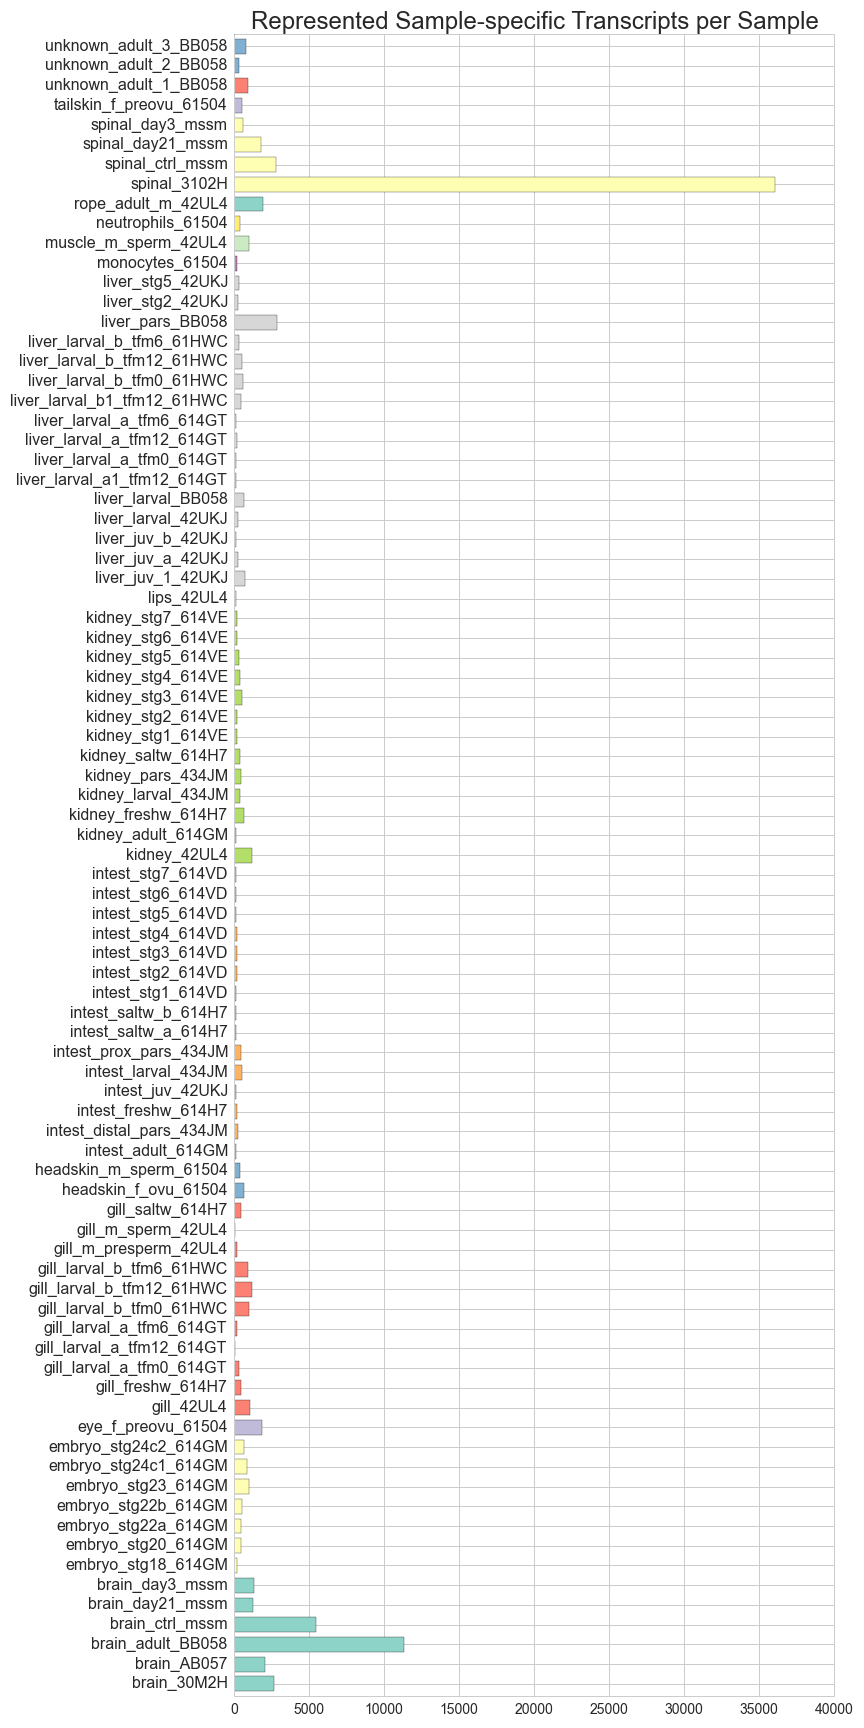 Represented Sample-specific Transcripts per Sample
unknown_adult_3_BB058
unknown_adult_2_BB058
unknown_adult_1_BB058
tailskin_f_preovu_61504
spinal_day3_mssm
spinal_day21_mssm
spinal_ctrl_mssm
spinal_3102H
rope_adult_m_42UL4
neutrophils_61504
muscle_m_sperm_42UL4
monocytes_61504
liver_stg5_42UKJ
liver_stg2_42UKJ
liver_pars_BB058
liver_larval_b_tfm6_61HWC
liver_larval_b_tfm12_61HWC
liver_larval_b_tfm0_61HWC
liver_larval_b1_tfm12_61HWC
liver_larval_a_tfm6_614GT
liver_larval_a_tfm12_614GT
liver_larval_a_tfm0_614GT
liver_larval_a1_tfm12_614GT
liver_larval_BB058
liver_larval_42UKJ
liver_juv_b_42UKJ
liver_juv_a_42UKJ
liver_juv_1_42UKJ
lips_42UL4
kidney_stg7_614VE
kidney_stg6_614VE
kidney_stg5_614VE
kidney_stg4_614VE
kidney_stg3_614VE
kidney_stg2_614VE
kidney_stg1_614VE
kidney_saltw_614H7
kidney_pars_434JM
kidney_larval_434JM
kidney_freshw_614H7
kidney_adult_614GM
kidney_42UL4
intest_stg7_614VD
intest_stg6_614VD
intest_stg5_614VD
intest_stg4_614VD
intest_stg3_614VD
intest_stg2_614VD
intest_stg1_614VD
intest_saltw_b_614H7
intest_saltw_a_614H7
intest_prox_pars_434JM
intest_larval_434JM
intest_juv_42UKJ
intest_freshw_614H7
intest_distal_pars_434JM
intest_adult_614GM
headskin_m_sperm_61504
headskin_f_ovu_61504
gill_saltw_614H7
gill_m_sperm_42UL4
gill_m_presperm_42UL4
gill_larval_b_tfm6_61HWC
gill_larval_b_tfm12_61HWC
gill_larval_b_tfm0_61HWC
gill_larval_a_tfm6_614GT
gill_larval_a_tfm12_614GT
gill_larval_a_tfm0_614GT
gill_freshw_614H7
gill_42UL4
eye_f_preovu_61504
embryo_stg24c2_614GM
embryo_stg24c1_614GM
embryo_stg23_614GM
embryo_stg22b_614GM
embryo_stg22a_614GM
embryo_stg20_614GM
embryo_stg18_614GM
brain_day3_mssm
brain_day21_mssm
brain_ctrl_mssm
brain_adult_BB058
brain_AB057
brain_30M2H
0 5000 10000 15000 20000 25000 30000 35000 40000